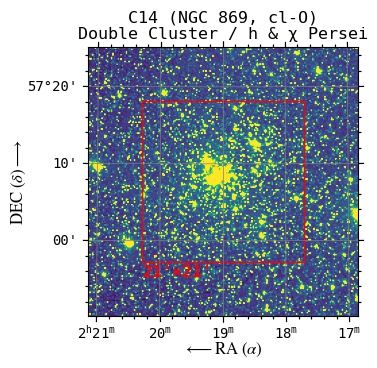 C14 (NGC 869, cl-O)
Double Cluster / h & χ Persei
57°20'
10'
00'
DEC (δ) ⟶
21'x21'
2ʰ21ᵐ 20ᵐ 19ᵐ 18ᵐ 17ᵐ
⟵ RA (α)